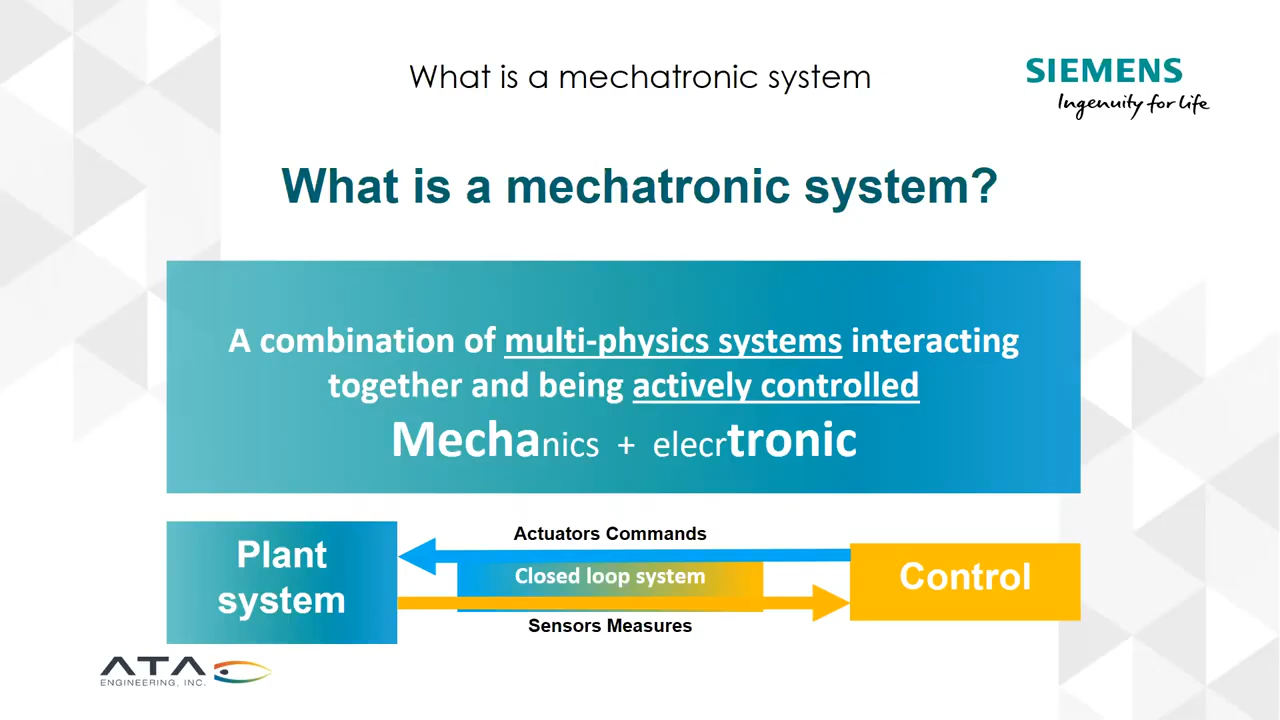 What is a mechatronic system
SIEMENS
Ingenuity for life
What is a mechatronic system?
A combination of multi-physics systems interacting
together and being actively controlled
Mechanics + elecrtronic
Actuators Commands
Plant
system
Closed loop system
Control
Sensors Measures
ATA
ENGINEERING, INC.